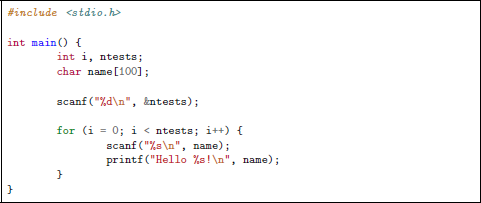 #include <stdio.h>

int main() {
        int i, ntests;
        char name[100];

        scanf("%d\n", &ntests);

        for (i = 0; i < ntests; i++) {
                scanf("%s\n", name);
                printf("Hello %s!\n", name);
        }
}